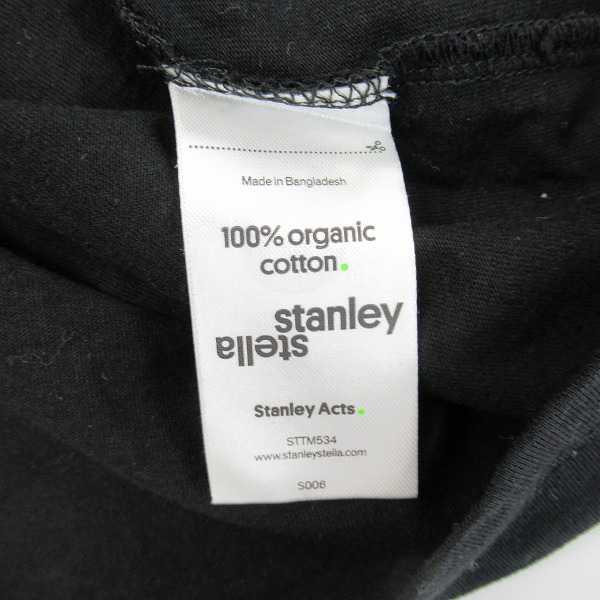 Made in Bangladesh
100% organic
cotton.
stanley
stella
Stanley Acts.
STTM534
www.stanleystella.com
S006